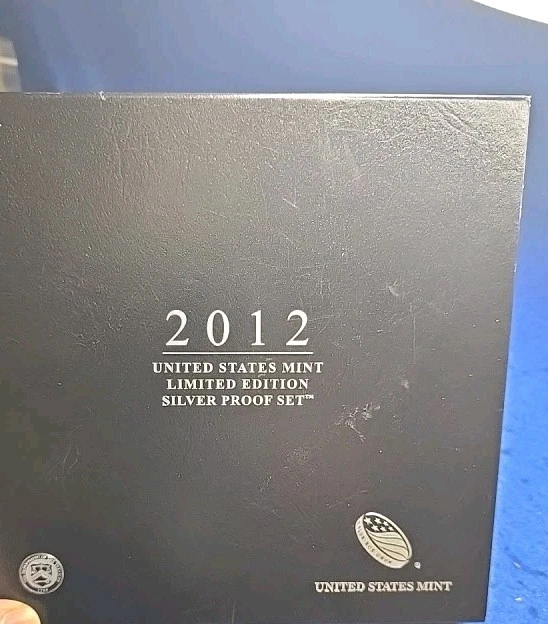 2012
UNITED STATES MINT
LIMITED EDITION
SILVER PROOF SET™
UNITED STATES MINT